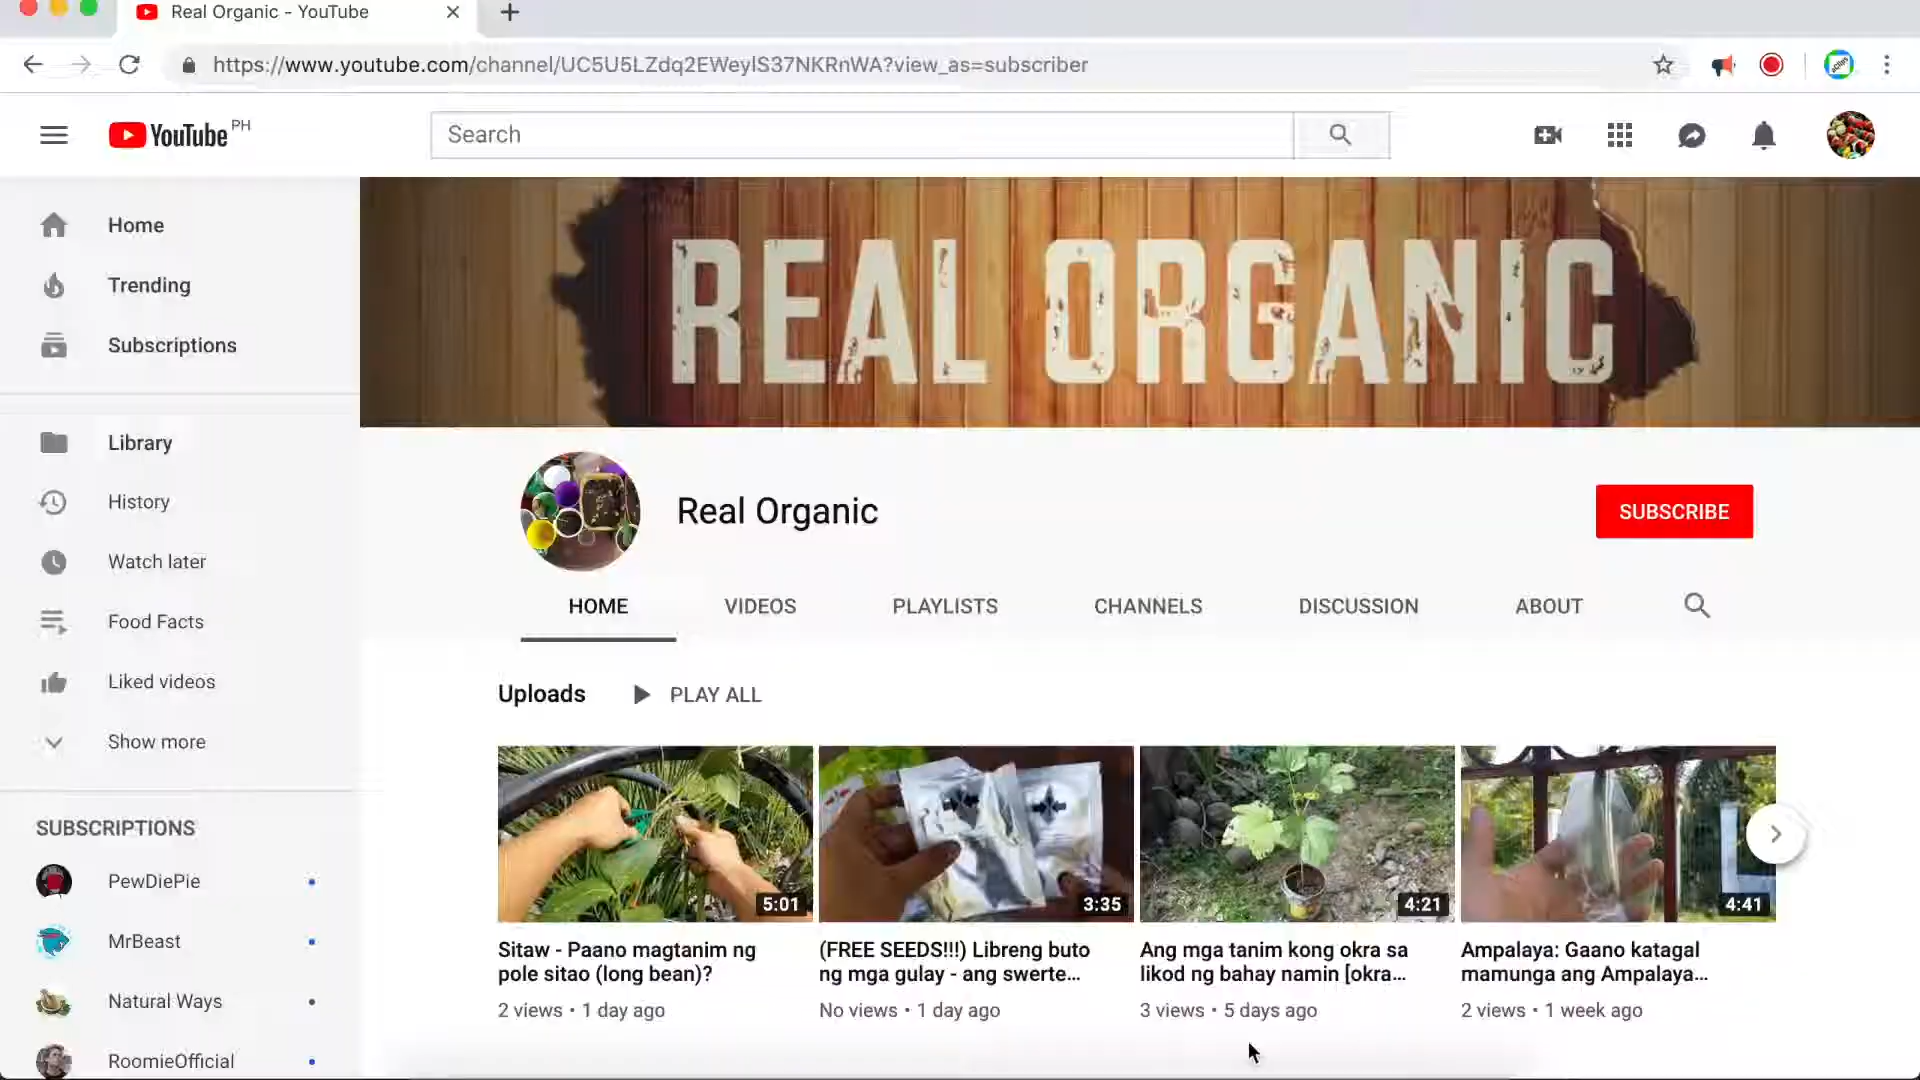 Real Organic - YouTube
https://www.youtube.com/channel/UC5U5LZdq2EWeylS37NKRnWA?view_as=subscriber
YouTube PH
Search
Home
Trending
Subscriptions
Library
History
Watch later
Food Facts
Liked videos
Show more
SUBSCRIPTIONS
PewDiePie
MrBeast
Natural Ways
RoomieOfficial
REAL ORGANIC
Real Organic
SUBSCRIBE
HOME VIDEOS PLAYLISTS CHANNELS DISCUSSION ABOUT
Uploads PLAY ALL
5:01
Sitaw - Paano magtanim ng
pole sitao (long bean)?
2 views • 1 day ago
3:35
(FREE SEEDS!!!) Libreng buto
ng mga gulay - ang swerte...
No views • 1 day ago
4:21
Ang mga tanim kong okra sa
likod ng bahay namin [okra...
3 views • 5 days ago
4:41
Ampalaya: Gaano katagal
mamunga ang Ampalaya...
2 views • 1 week ago